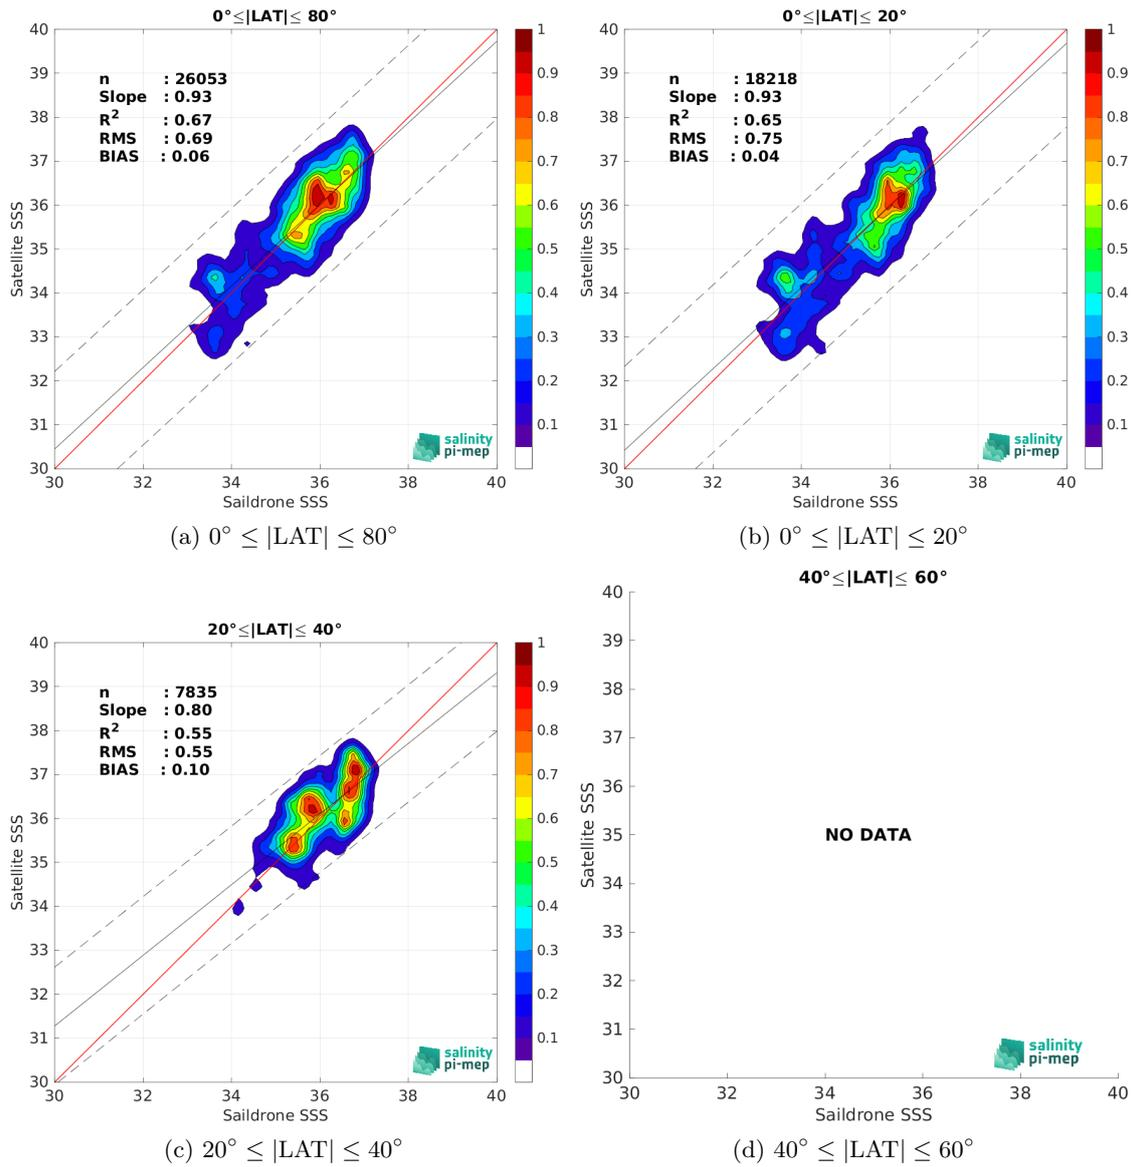 0°≤|LAT|≤ 80°
n : 26053
Slope : 0.93
R² : 0.67
RMS : 0.69
BIAS : 0.06
40
39
38
37
36
35
34
33
32
31
30
Satellite SSS
30 32 34 36 38 40
Saildrone SSS
1
0.9
0.8
0.7
0.6
0.5
0.4
0.3
0.2
0.1
salinity
pi-mep
(a) 0° ≤ |LAT| ≤ 80°
0°≤|LAT|≤ 20°
n : 18218
Slope : 0.93
R² : 0.65
RMS : 0.75
BIAS : 0.04
40
39
38
37
36
35
34
33
32
31
30
Satellite SSS
30 32 34 36 38 40
Saildrone SSS
1
0.9
0.8
0.7
0.6
0.5
0.4
0.3
0.2
0.1
salinity
pi-mep
(b) 0° ≤ |LAT| ≤ 20°
20°≤|LAT|≤ 40°
n : 7835
Slope : 0.80
R² : 0.55
RMS : 0.55
BIAS : 0.10
40
39
38
37
36
35
34
33
32
31
30
Satellite SSS
30 32 34 36 38 40
Saildrone SSS
1
0.9
0.8
0.7
0.6
0.5
0.4
0.3
0.2
0.1
salinity
pi-mep
(c) 20° ≤ |LAT| ≤ 40°
40°≤|LAT|≤ 60°
40
39
38
37
36
35
34
33
32
31
30
Satellite SSS
NO DATA
30 32 34 36 38 40
Saildrone SSS
salinity
pi-mep
(d) 40° ≤ |LAT| ≤ 60°